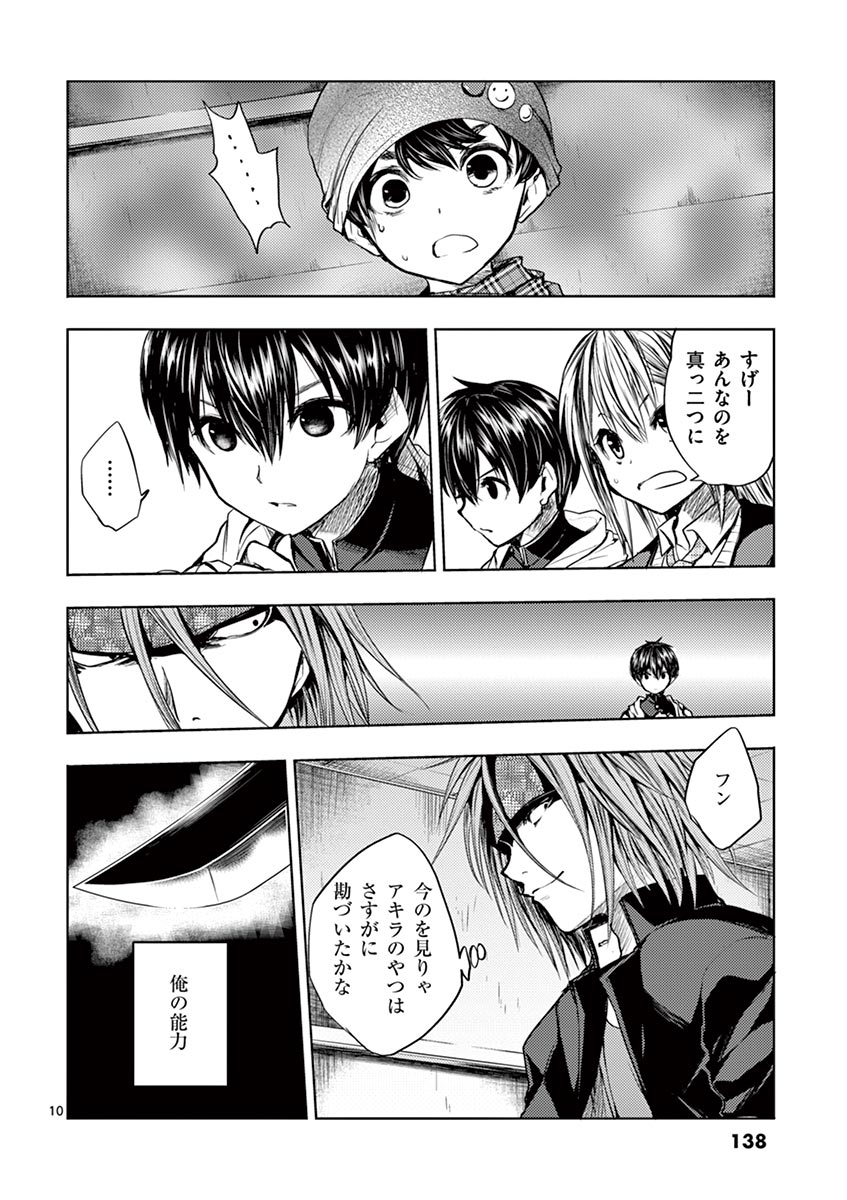 ‥‥‥
すげー
あんなのを
真っ二つに
‥‥‥
フン
今のを見りゃ
アキラのやつは
さすがに
勘づいたかな
俺の能力
10
138